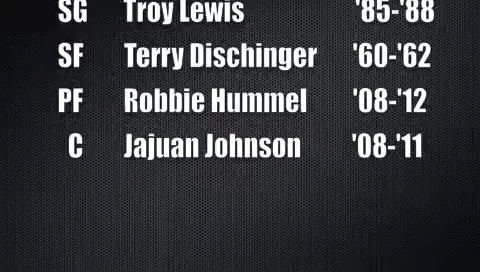 SG Troy Lewis '85-'88
SF Terry Dischinger '60-'62
PF Robbie Hummel '08-'12
C Jajuan Johnson '08-'11